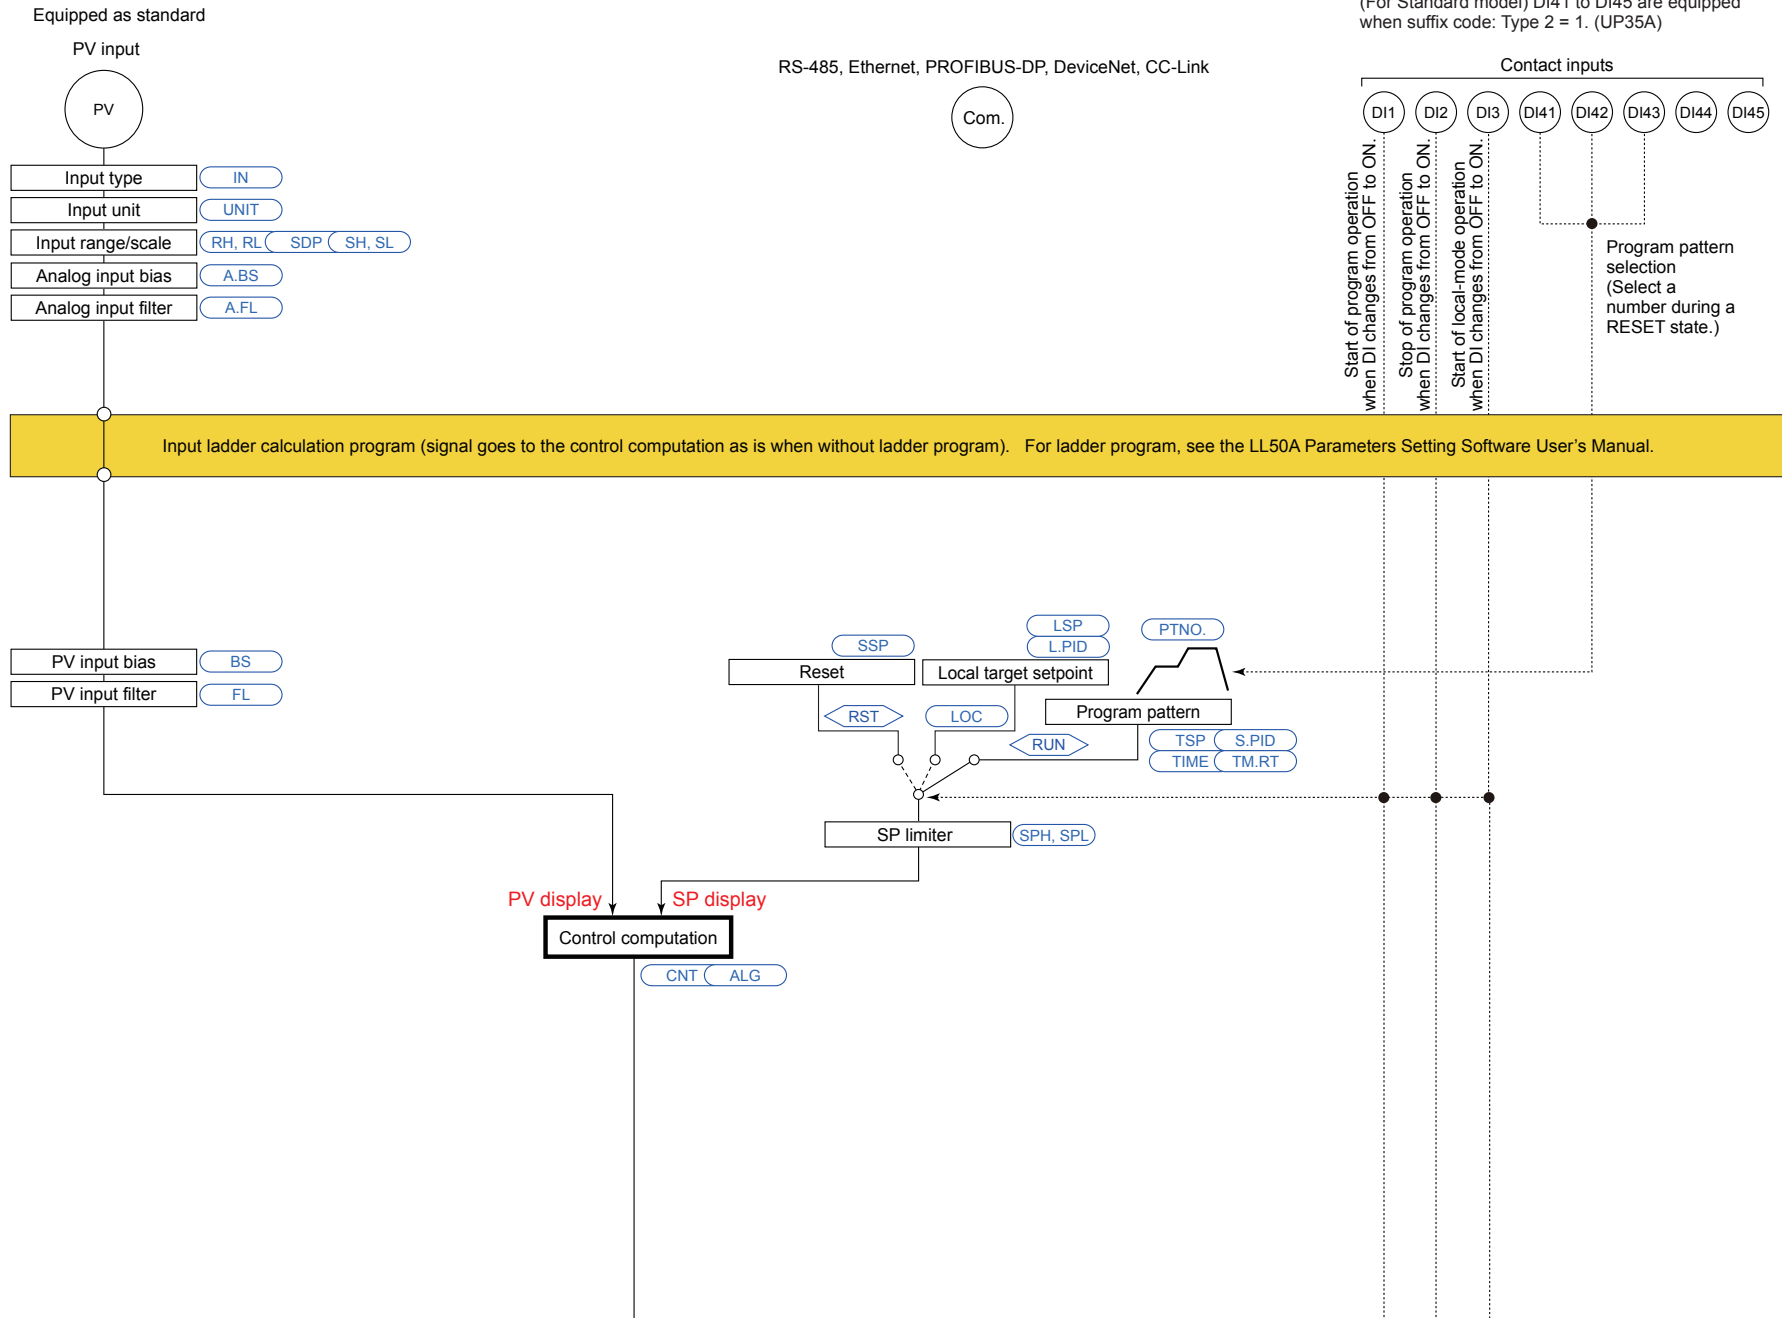 (For Standard model) DI41 to DI45 are equipped
when suffix code: Type 2 = 1. (UP35A)
Equipped as standard
PV input
PV
RS-485, Ethernet, PROFIBUS-DP, DeviceNet, CC-Link
Com.
Contact inputs
DI1
DI2
DI3
DI41
DI42
DI43
DI44
DI45
Input type
IN
Input unit
UNIT
Input range/scale
RH, RL
SDP
SH, SL
Analog input bias
A.BS
Analog input filter
A.FL
Start of program operation
when DI changes from OFF to ON.
Stop of program operation
when DI changes from OFF to ON.
Start of local-mode operation
when DI changes from OFF to ON.
Program pattern
selection
(Select a
number during a
RESET state.)
Input ladder calculation program (signal goes to the control computation as is when without ladder program).   For ladder program, see the LL50A Parameters Setting Software User's Manual.
PV input bias
BS
PV input filter
FL
SSP
Reset
RST
LSP
L.PID
Local target setpoint
LOC
PTNO.
Program pattern
RUN
TSP
S.PID
TIME
TM.RT
SP limiter
SPH, SPL
PV display
SP display
Control computation
CNT
ALG